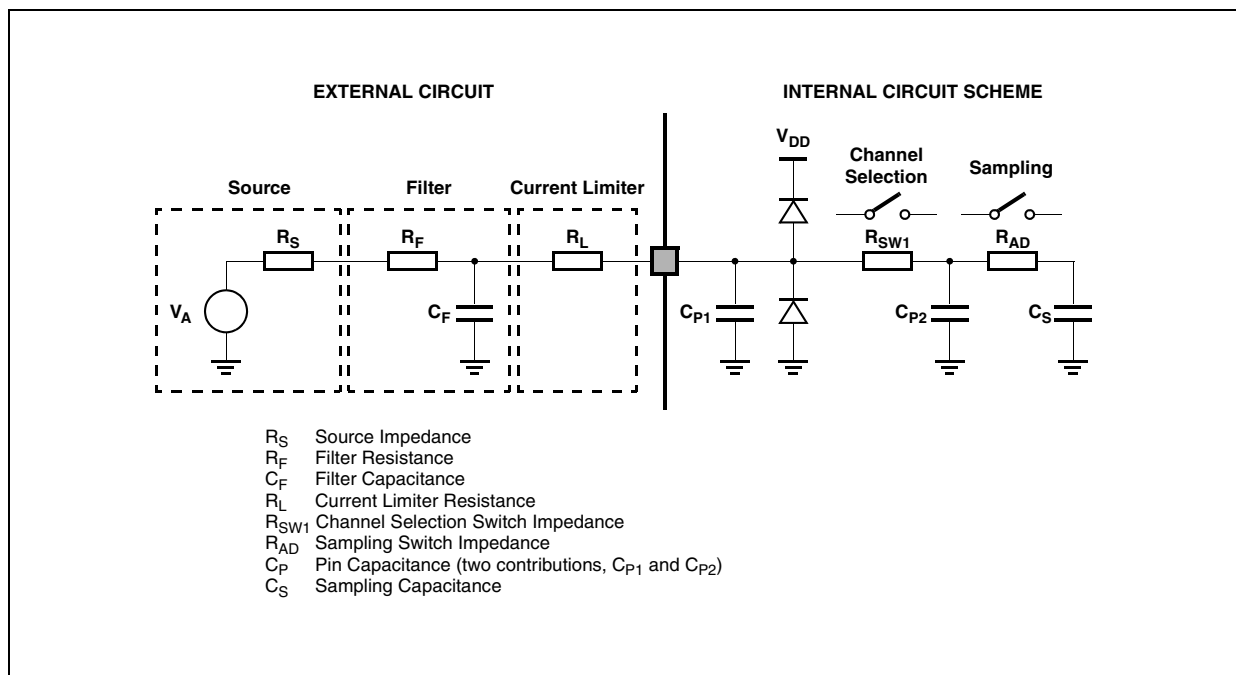 EXTERNAL CIRCUIT
INTERNAL CIRCUIT SCHEME
VDD
Channel
Selection
Sampling
Source
Filter
Current Limiter
RS
RF
RL
RSW1
RAD
VA
CF
CP1
CP2
CS
RS Source Impedance
RF Filter Resistance
CF Filter Capacitance
RL Current Limiter Resistance
RSW1 Channel Selection Switch Impedance
RAD Sampling Switch Impedance
CP Pin Capacitance (two contributions, CP1 and CP2)
CS Sampling Capacitance